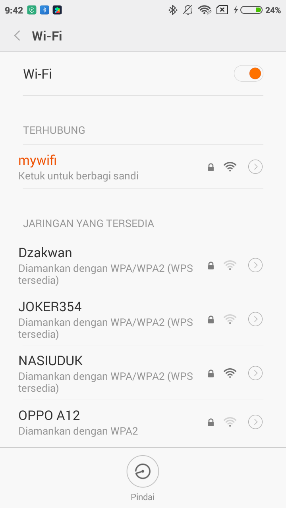 9:42
24%
Wi-Fi
Wi-Fi
TERHUBUNG
mywifi
Ketuk untuk berbagi sandi
JARINGAN YANG TERSEDIA
Dzakwan
Diamankan dengan WPA/WPA2 (WPS
tersedia)
JOKER354
Diamankan dengan WPA/WPA2 (WPS
tersedia)
NASIUDUK
Diamankan dengan WPA/WPA2 (WPS
tersedia)
OPPO A12
Diamankan dengan WPA2
Pindai